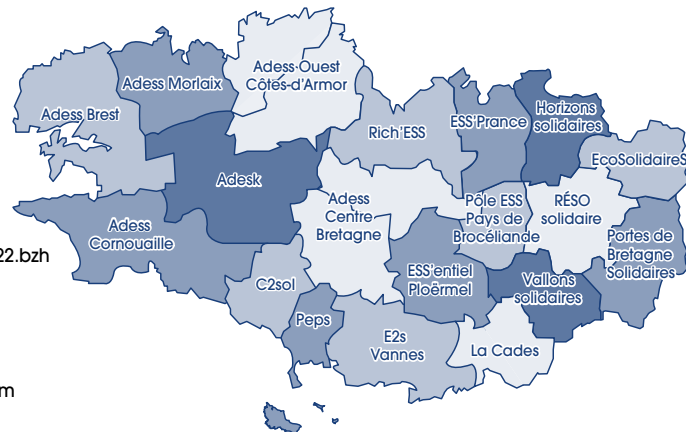 Adess Ouest
Côtes-d'Armor
Adess Morlaix
Adess Brest
Rich'ESS
ESS'Prance
Horizons
solidaires
EcoSolidaireS
Adesk
Adess
Centre
Bretagne
Pôle ESS
Pays de
Brocéliande
RÉSO
solidaire
Adess
Cornouaille
Portes de
Bretagne
Solidaires
22.bzh
C2sol
ESS'entiel
Ploërmel
Vallons
solidaires
Peps
E2s
Vannes
La Cades
m